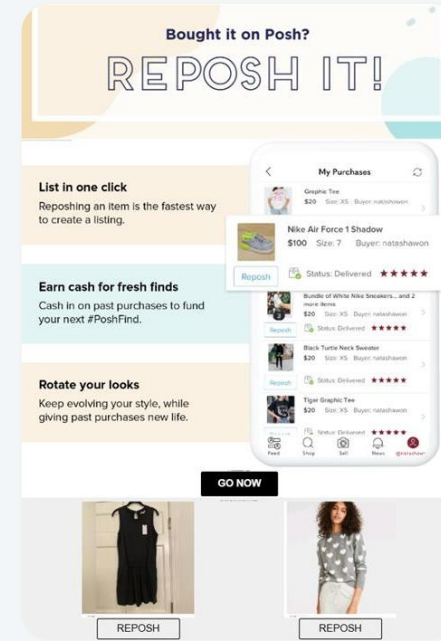 Bought it on Posh?
REPOSH IT!
List in one click
Reposhing an item is the fastest way
to create a listing.
Earn cash for fresh finds
Cash in on past purchases to fund
your next #PoshFind.
Rotate your looks
Keep evolving your style, while
giving past purchases new life.
My Purchases
Graphic Tee
$20 Size: XS Buyer: natashawon
Nike Air Force 1 Shadow
$100 Size: 7 Buyer: natashawon
Reposh
Status: Delivered
Bundle of White Nike Sneakers... and 2
more items
$20 Size: XS Buyer: natashawon
Reposh
Status: Delivered
Black Turtle Neck Sweater
$20 Size: XS Buyer: natashawon
Reposh
Status: Delivered
Tiger Graphic Tee
$20 Size: XS Buyer: natashawon
Reposh
Status: Delivered
Feed Shop Sell News
GO NOW
REPOSH REPOSH